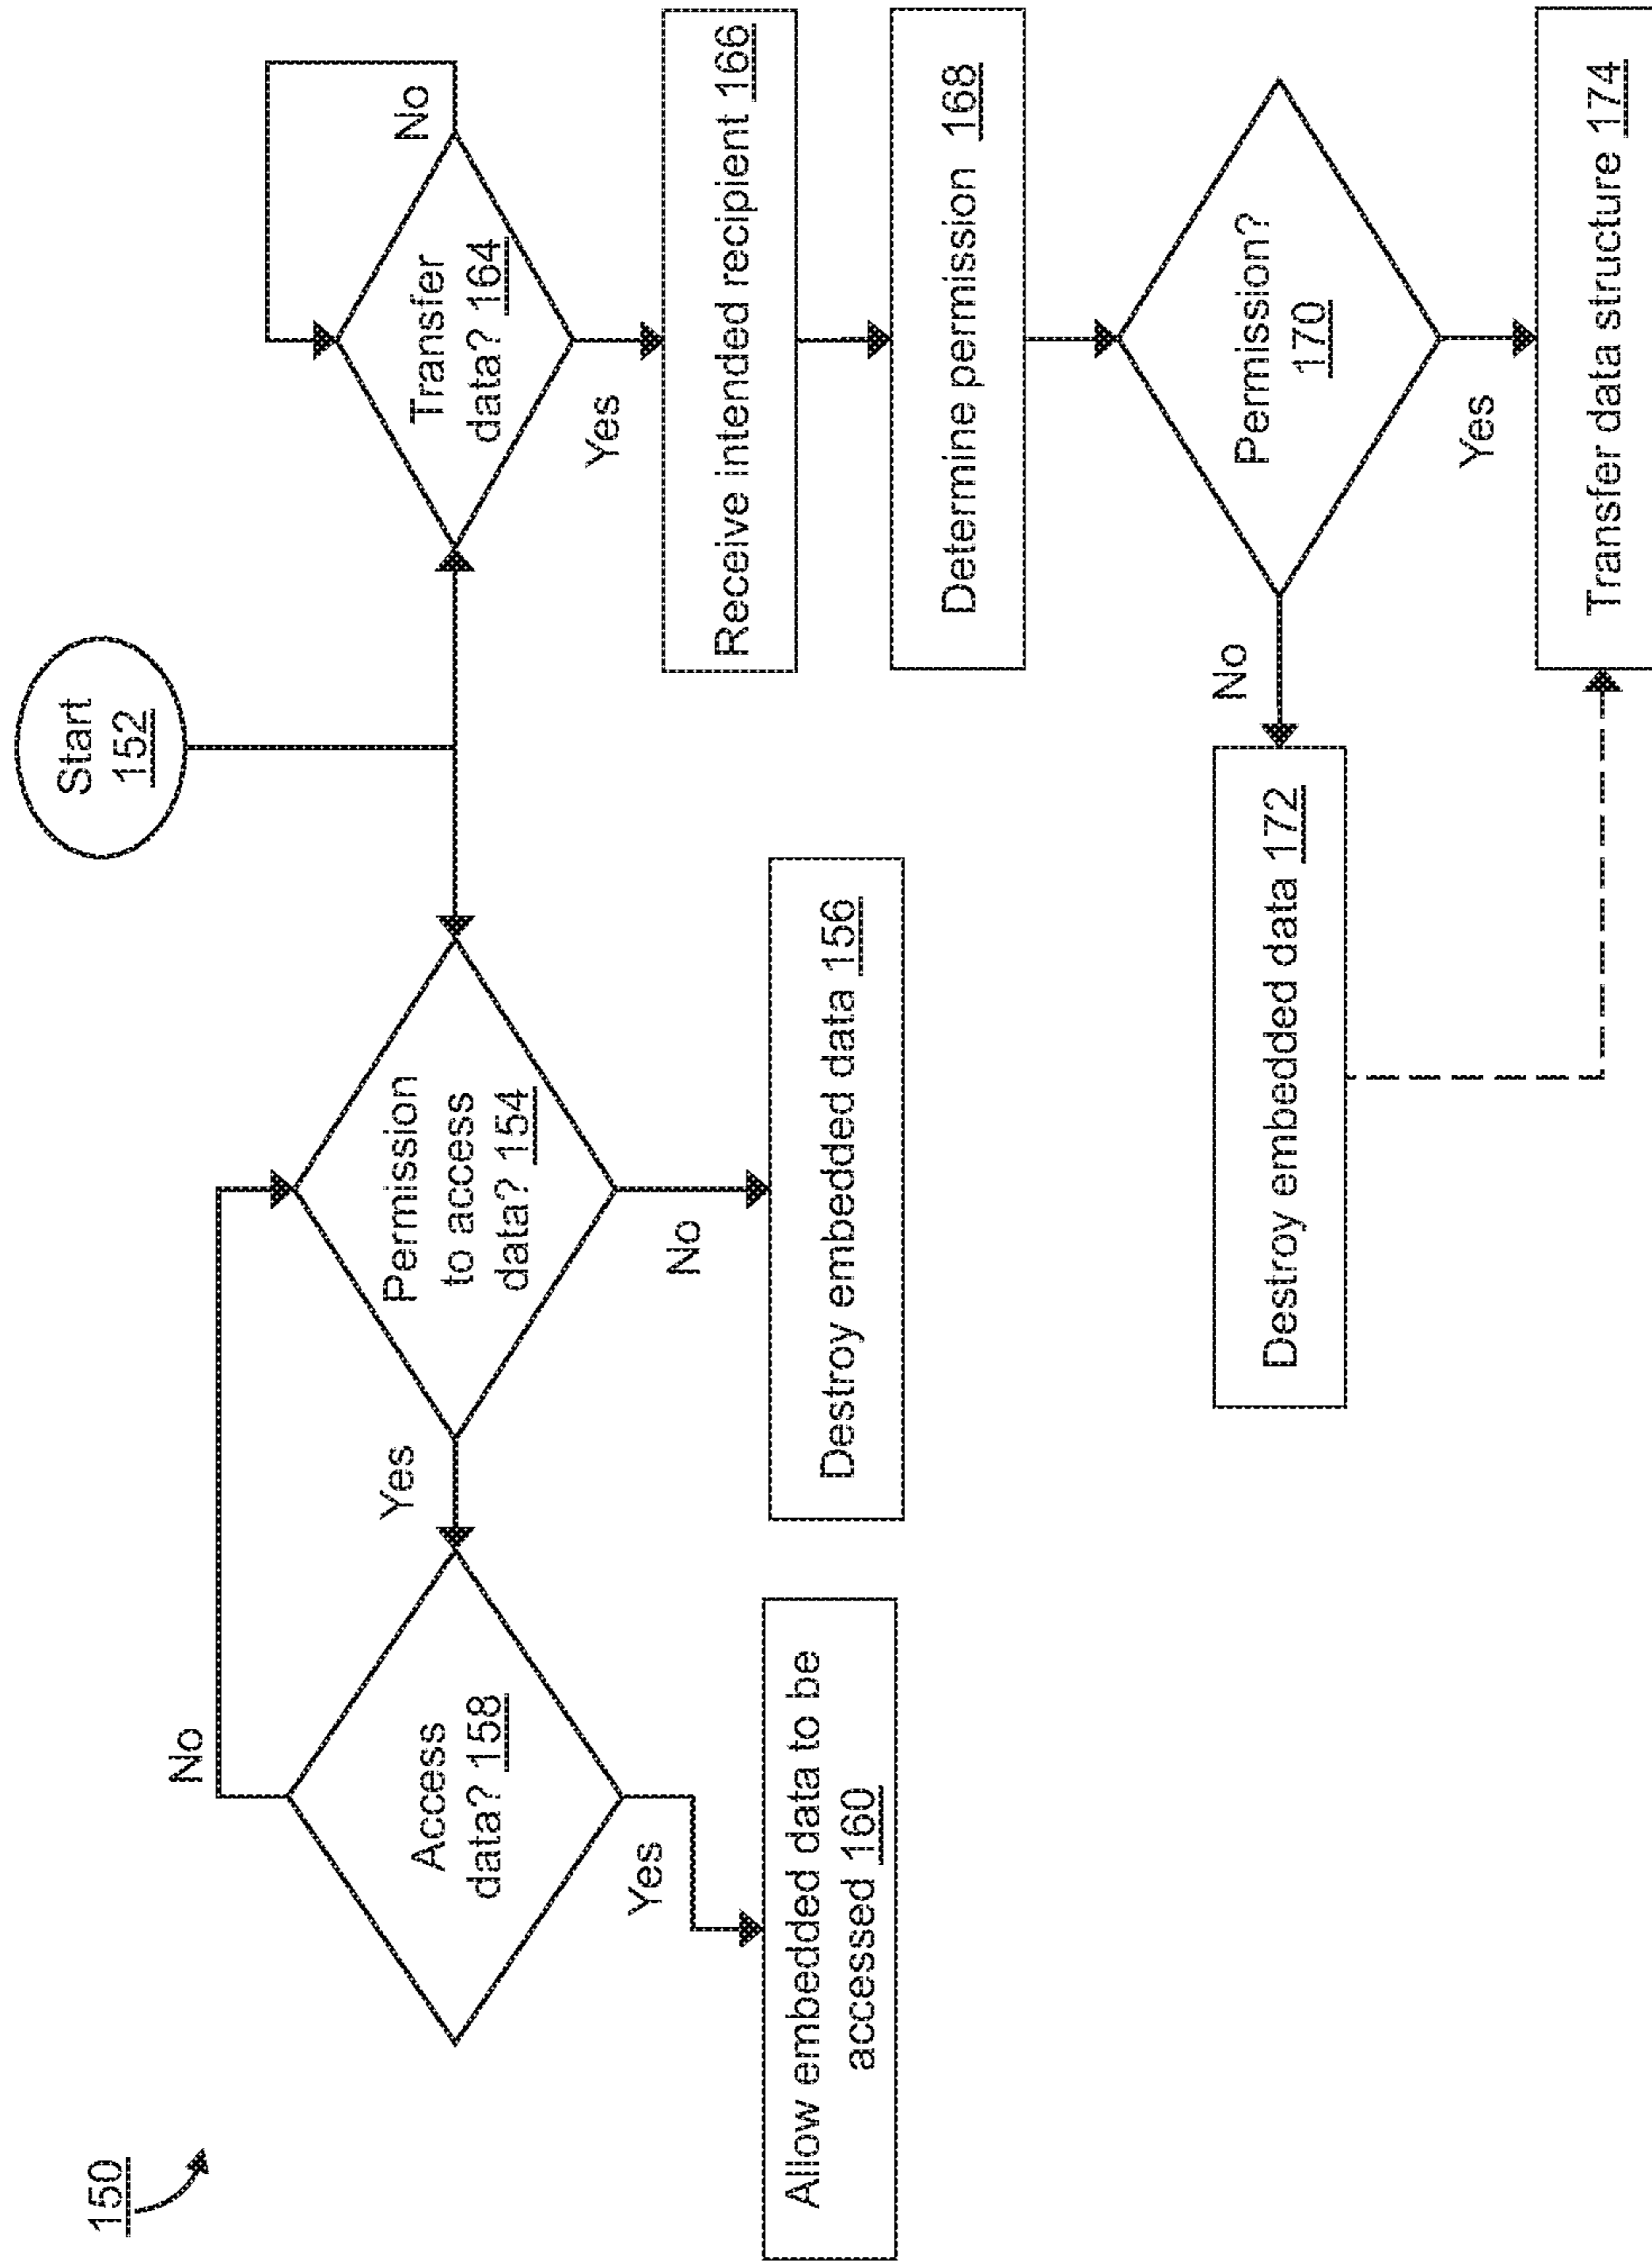 150
Start
152
No
Access
data? 158
Yes
Permission
to access
data? 154
Transfer
data? 164
No
Yes
No
Yes
Allow embedded data to be
accessed 160
Destroy embedded data 156
Receive intended recipient 166
Determine permission 168
Permission?
170
No
Yes
Destroy embedded data 172
Transfer data structure 174